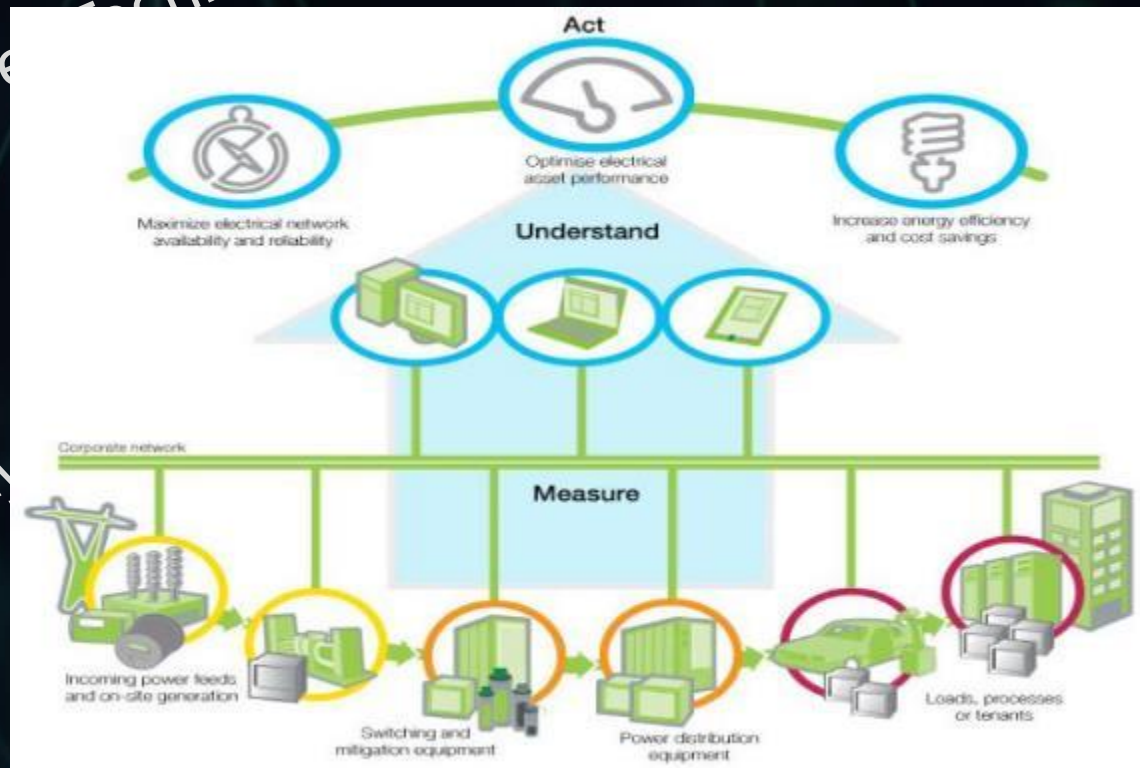 Act
Optimise electrical
asset performance
Maximize electrical network
availability and reliability
Increase energy efficiency
and cost savings
Understand
Corporate network
Measure
Incoming power feeds
and on-site generation
Switching and
mitigation equipment
Power distribution
equipment
Loads, processes
or tenants